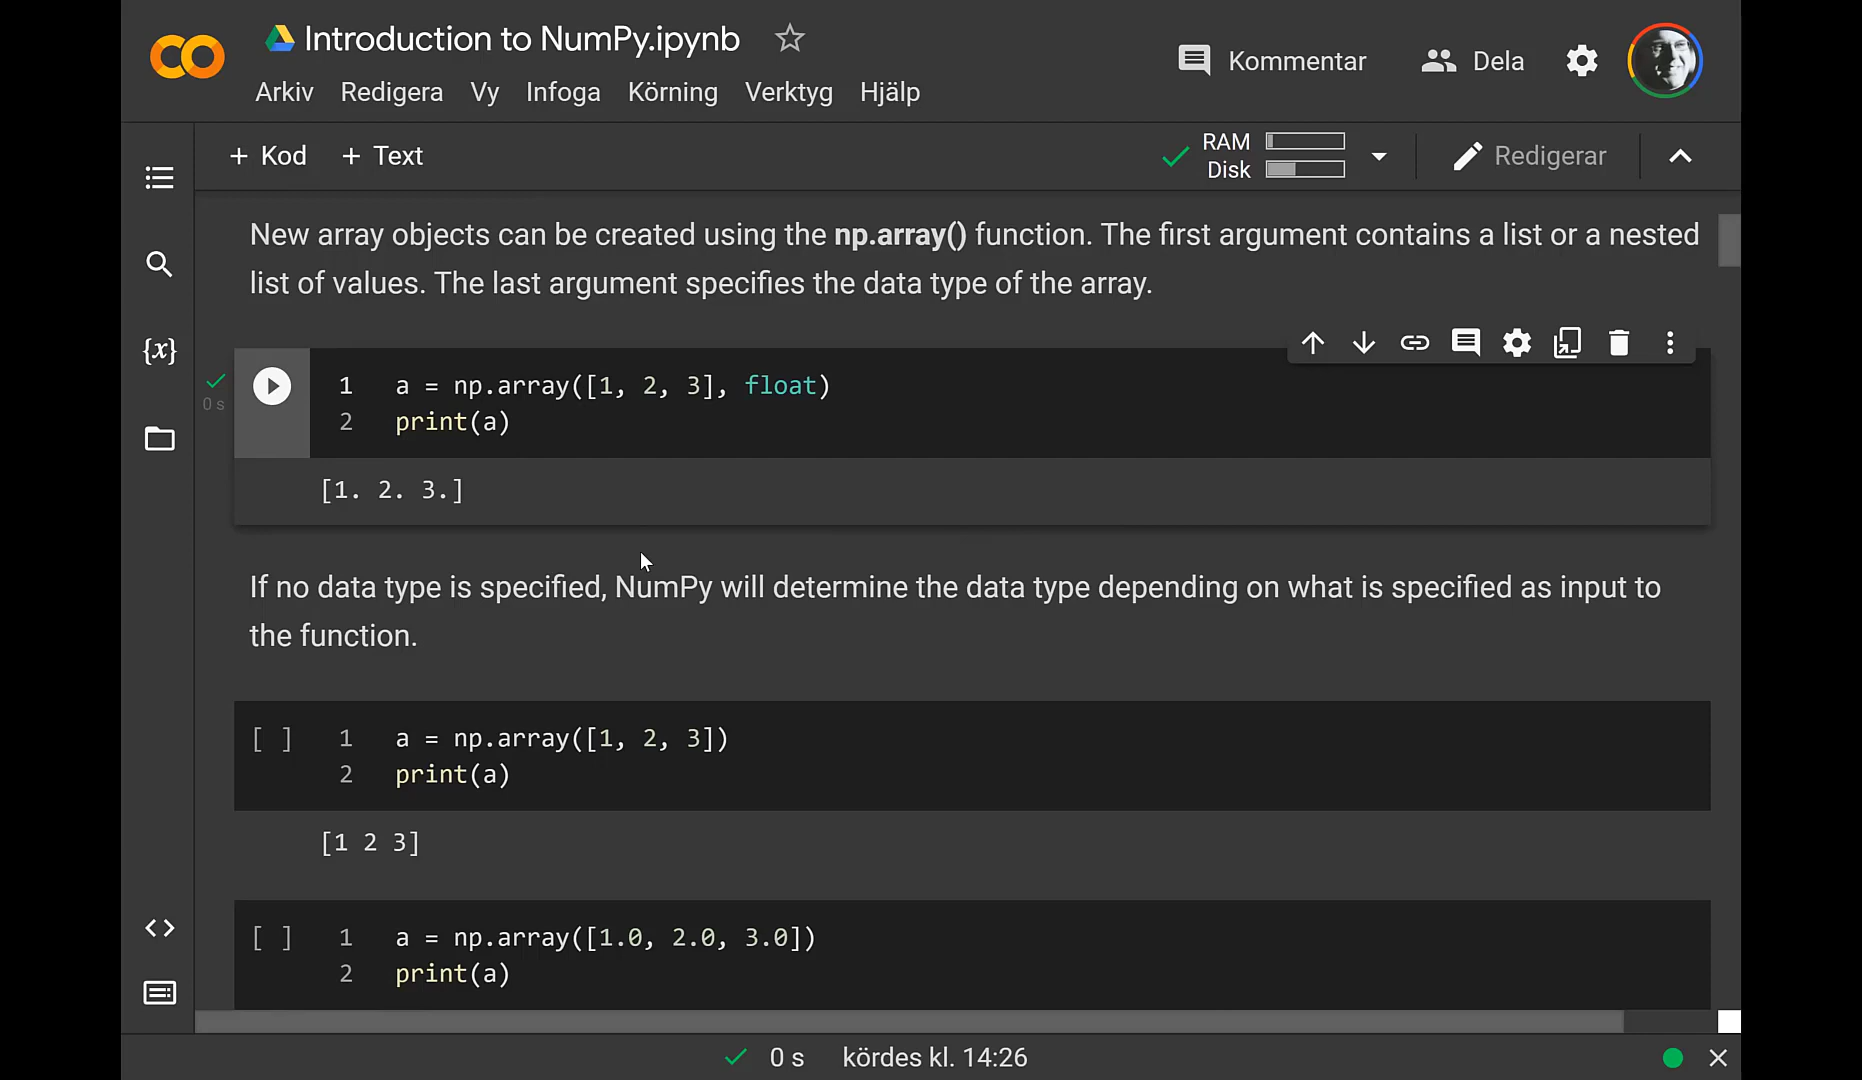 Introduction to NumPy.ipynb
Kommentar
Dela
Arkiv Redigera Vy Infoga Körning Verktyg Hjälp
+ Kod + Text
RAM
Disk
Redigerar
New array objects can be created using the np.array() function. The first argument contains a list or a nested
list of values. The last argument specifies the data type of the array.
{x}
0 s
1 a = np.array([1, 2, 3], float)
2 print(a)
[1. 2. 3.]
If no data type is specified, NumPy will determine the data type depending on what is specified as input to
the function.
[ ] 1 a = np.array([1, 2, 3])
2 print(a)
[1 2 3]
[ ] 1 a = np.array([1.0, 2.0, 3.0])
2 print(a)
0 s kördes kl. 14:26